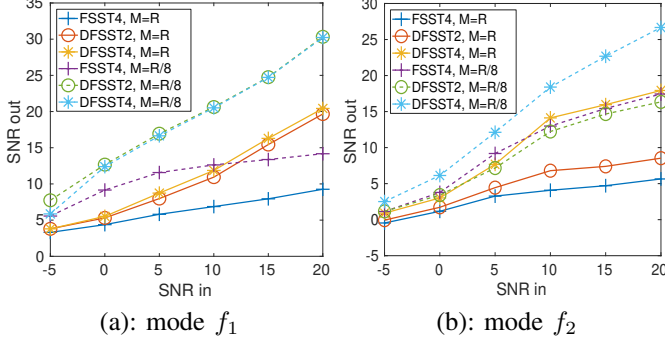 35
30
25
20
15
10
5
0
SNR out
FSST4, M=R
DFSST2, M=R
DFSST4, M=R
FSST4, M=R/8
DFSST2, M=R/8
DFSST4, M=R/8
-5 0 5 10 15 20
SNR in
(a): mode f1
30
25
20
15
10
5
0
-5
SNR out
FSST4, M=R
DFSST2, M=R
DFSST4, M=R
FSST4, M=R/8
DFSST2, M=R/8
DFSST4, M=R/8
-5 0 5 10 15 20
SNR in
(b): mode f2